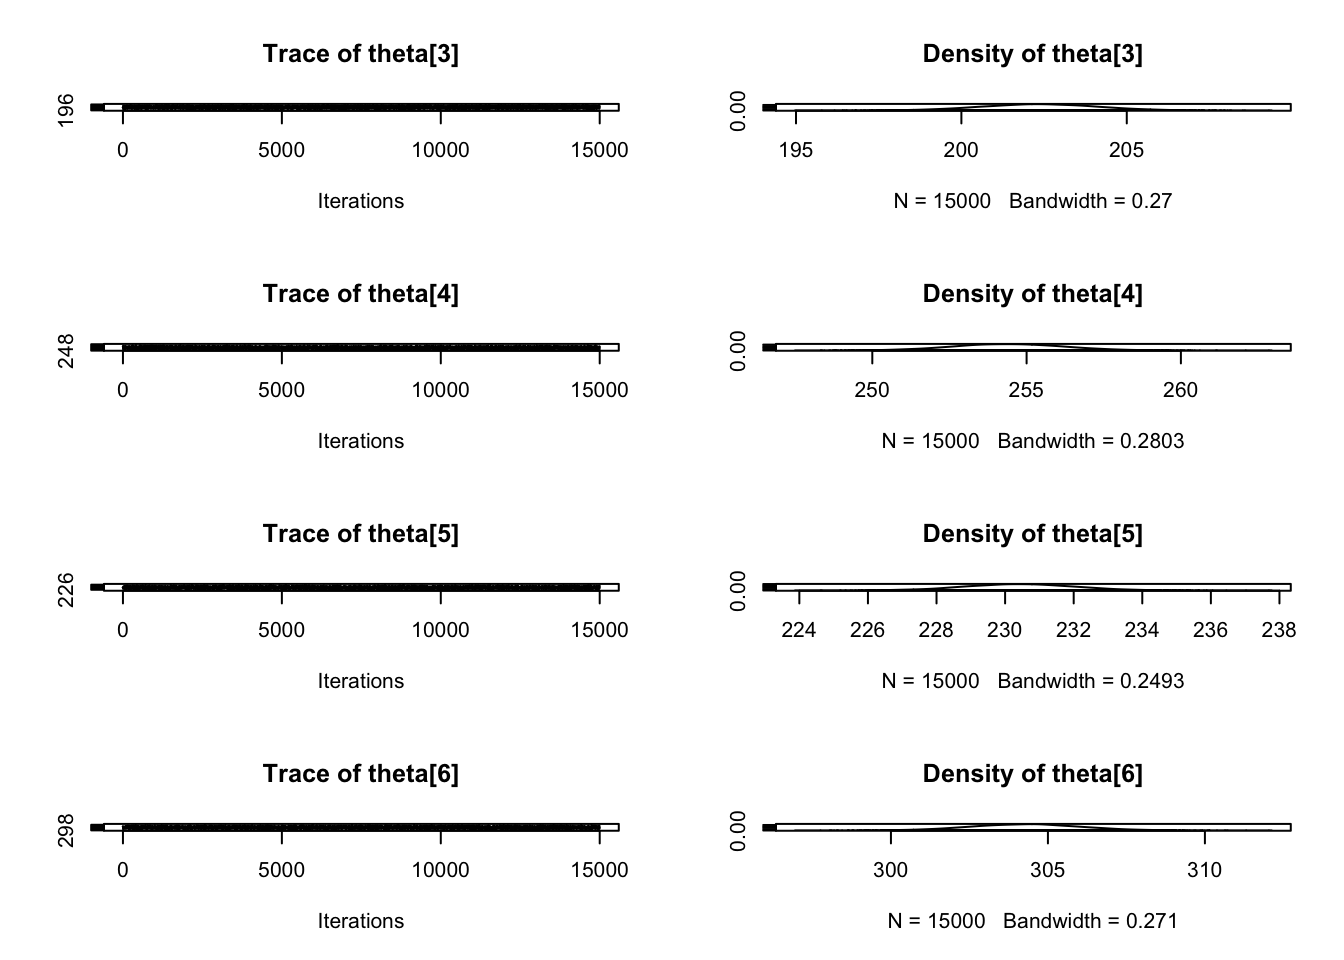 Trace of theta[3]
196
0 5000 10000 15000
Iterations
Density of theta[3]
0.00
195 200 205
N = 15000 Bandwidth = 0.27
Trace of theta[4]
248
0 5000 10000 15000
Iterations
Density of theta[4]
0.00
250 255 260
N = 15000 Bandwidth = 0.2803
Trace of theta[5]
226
0 5000 10000 15000
Iterations
Density of theta[5]
0.00
224 226 228 230 232 234 236 238
N = 15000 Bandwidth = 0.2493
Trace of theta[6]
298
0 5000 10000 15000
Iterations
Density of theta[6]
0.00
300 305 310
N = 15000 Bandwidth = 0.271